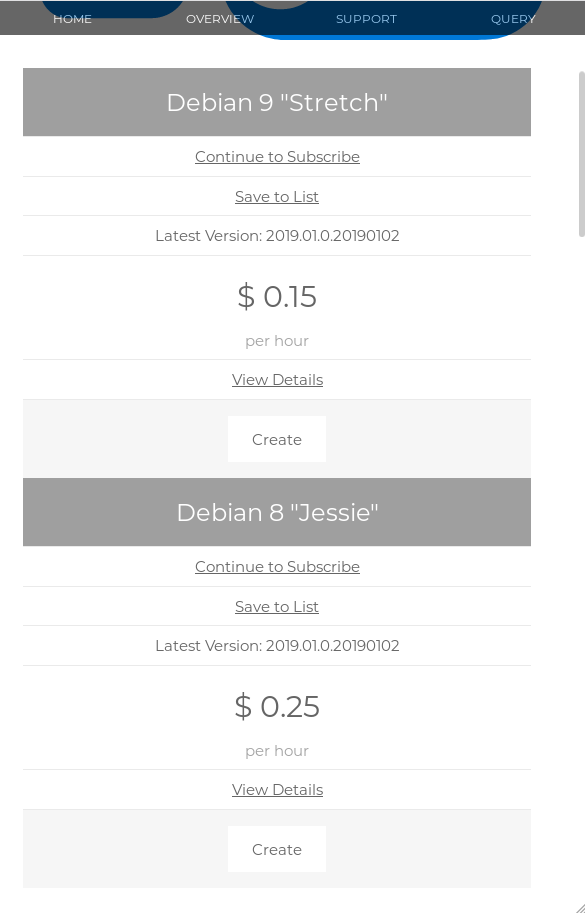 HOME OVERVIEW SUPPORT QUERY
Debian 9 "Stretch"
Continue to Subscribe
Save to List
Latest Version: 2019.01.0.20190102
$ 0.15
per hour
View Details
Create
Debian 8 "Jessie"
Continue to Subscribe
Save to List
Latest Version: 2019.01.0.20190102
$ 0.25
per hour
View Details
Create